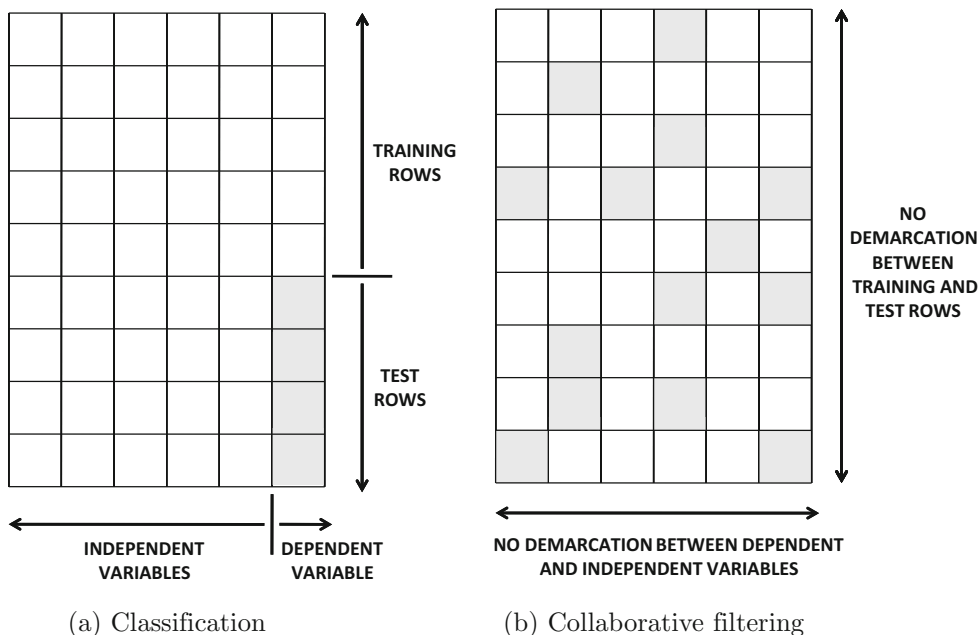 TRAINING
ROWS
TEST
ROWS
INDEPENDENT
VARIABLES
DEPENDENT
VARIABLE
(a) Classification
NO
DEMARCATION
BETWEEN
TRAINING AND
TEST ROWS
NO DEMARCATION BETWEEN DEPENDENT
AND INDEPENDENT VARIABLES
(b) Collaborative filtering